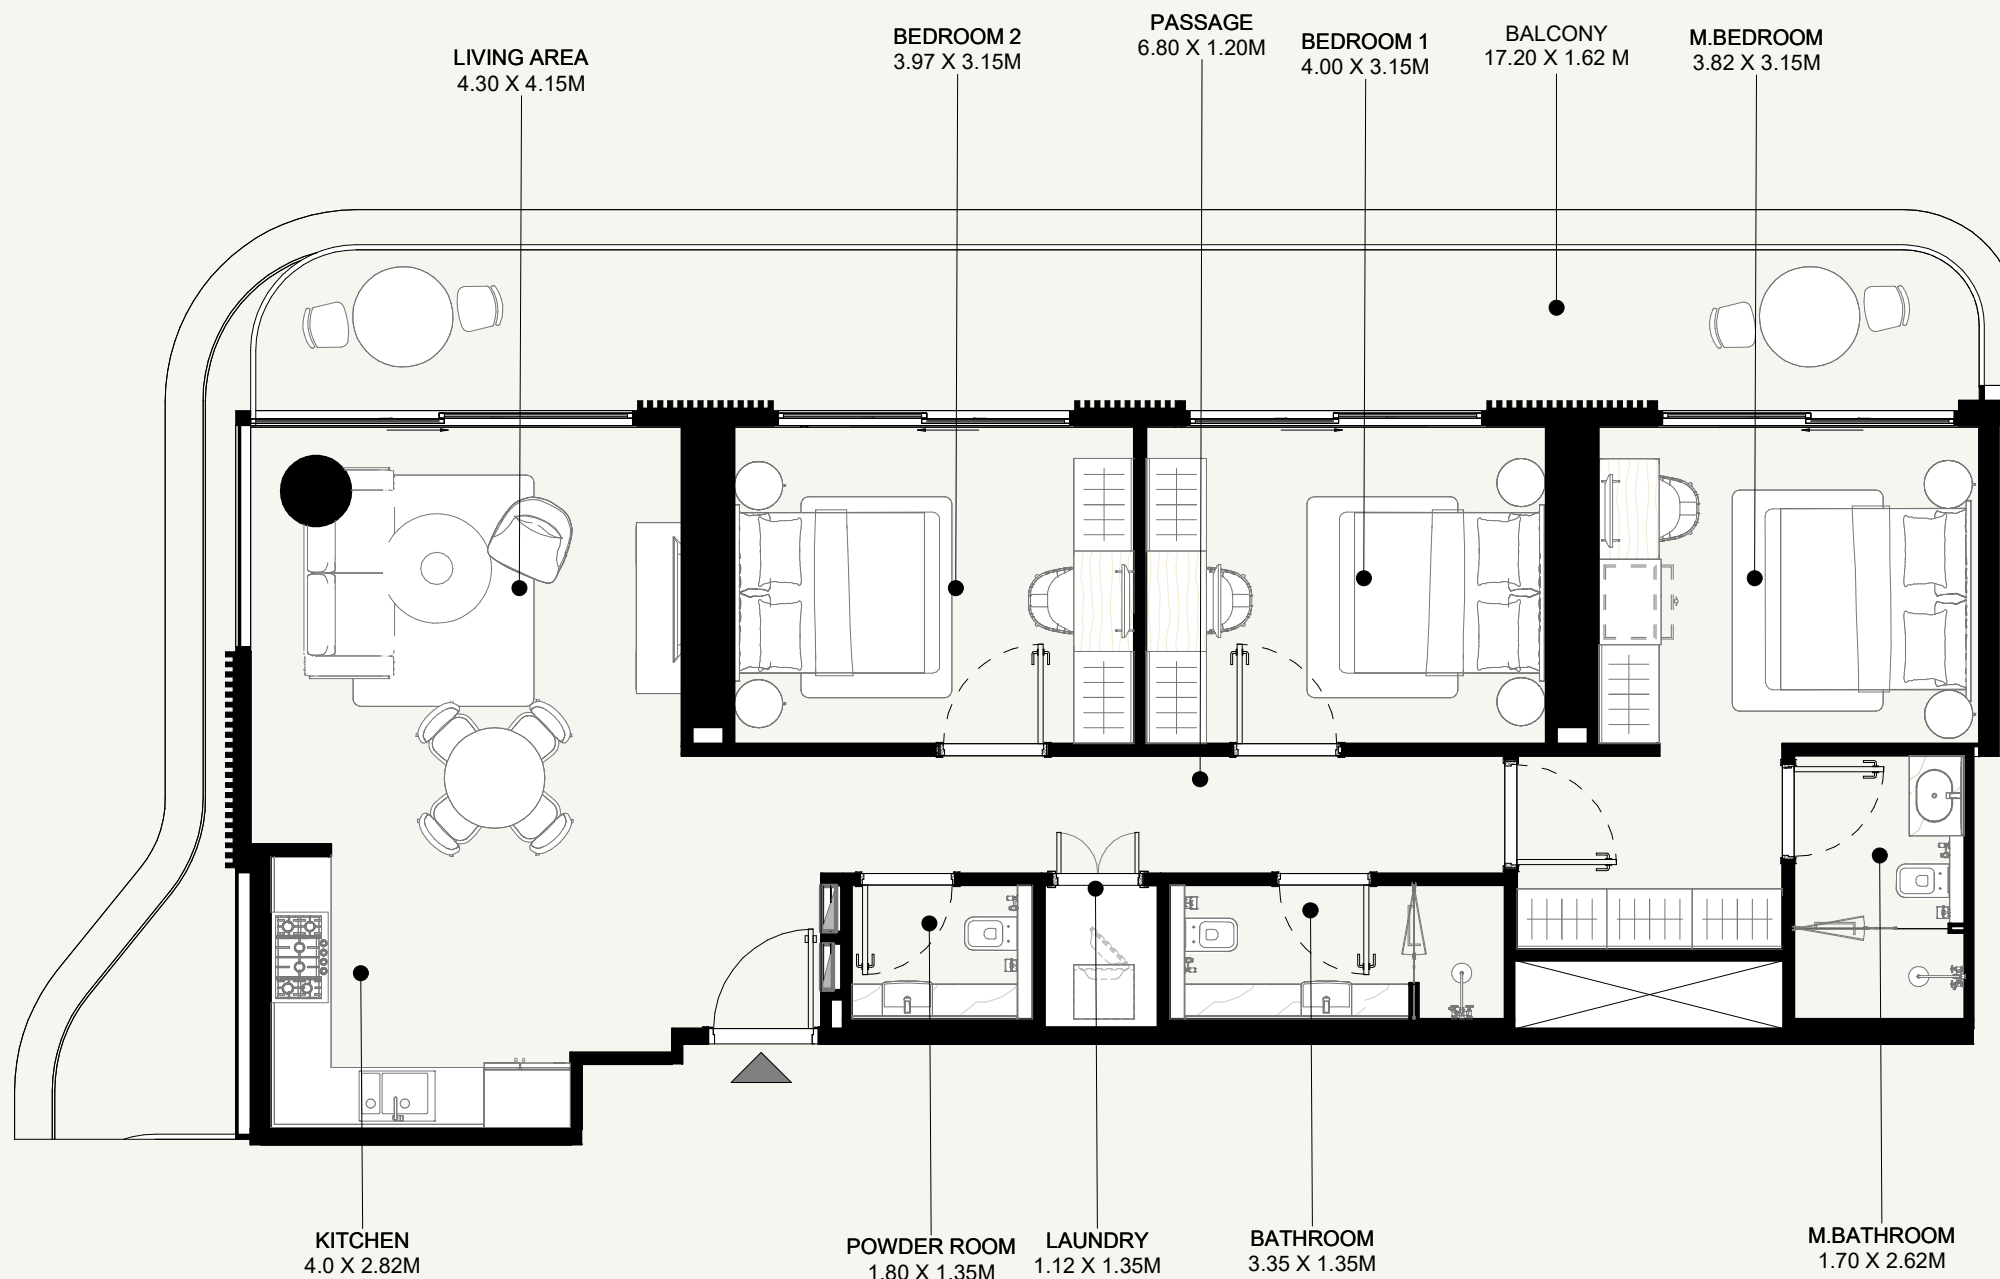 LIVING AREA
4.30 X 4.15M
BEDROOM 2
3.97 X 3.15M
PASSAGE
6.80 X 1.20M
BEDROOM 1
4.00 X 3.15M
BALCONY
17.20 X 1.62 M
M.BEDROOM
3.82 X 3.15M
KITCHEN
4.0 X 2.82M
POWDER ROOM
1.80 X 1.35M
LAUNDRY
1.12 X 1.35M
BATHROOM
3.35 X 1.35M
M.BATHROOM
1.70 X 2.62M